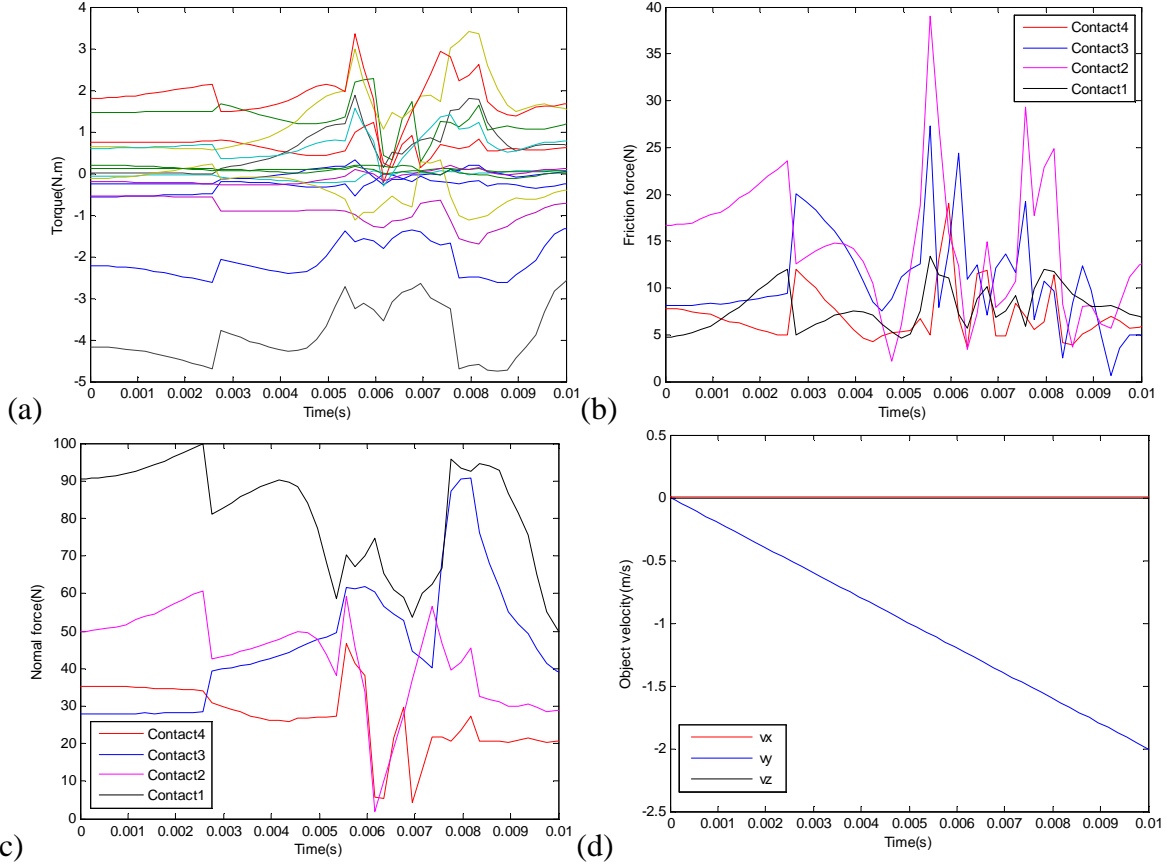 4
3
2
1
0
-1
-2
-3
-4
-5
Torque(N.m)
0 0.001 0.002 0.003 0.004 0.005 0.006 0.007 0.008 0.009 0.01
Time(s)
(a)
40
35
30
25
20
15
10
5
0
Friction force(N)
Contact4
Contact3
Contact2
Contact1
0 0.001 0.002 0.003 0.004 0.005 0.006 0.007 0.008 0.009 0.01
Time(s)
(b)
100
90
80
70
60
50
40
30
20
10
0
Nomal force(N)
Contact4
Contact3
Contact2
Contact1
0 0.001 0.002 0.003 0.004 0.005 0.006 0.007 0.008 0.009 0.01
Time(s)
c)
0.5
0
-0.5
-1
-1.5
-2
-2.5
Object velocity(m/s)
vx
vy
vz
0 0.001 0.002 0.003 0.004 0.005 0.006 0.007 0.008 0.009 0.01
Time(s)
(d)